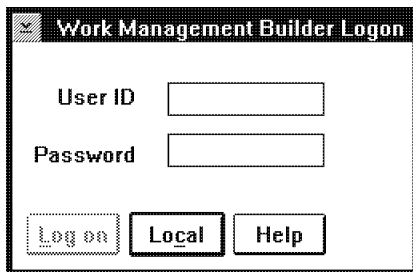 Work Management Builder Logon
User ID
Password
Log on Local Help